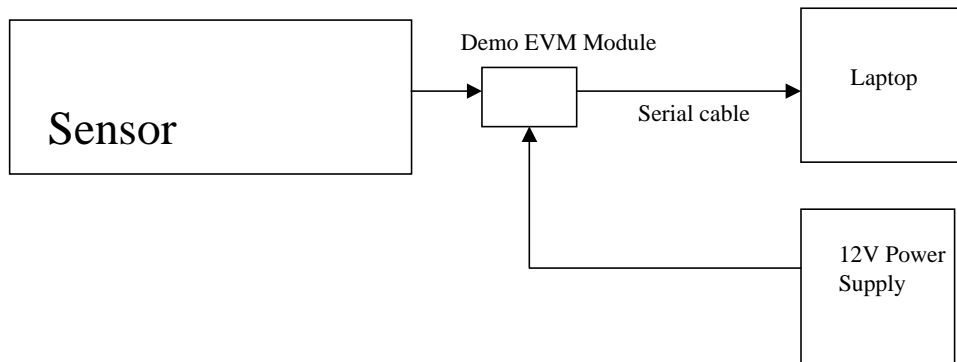 Demo EVM Module
Laptop
Sensor
Serial cable
12V Power
Supply